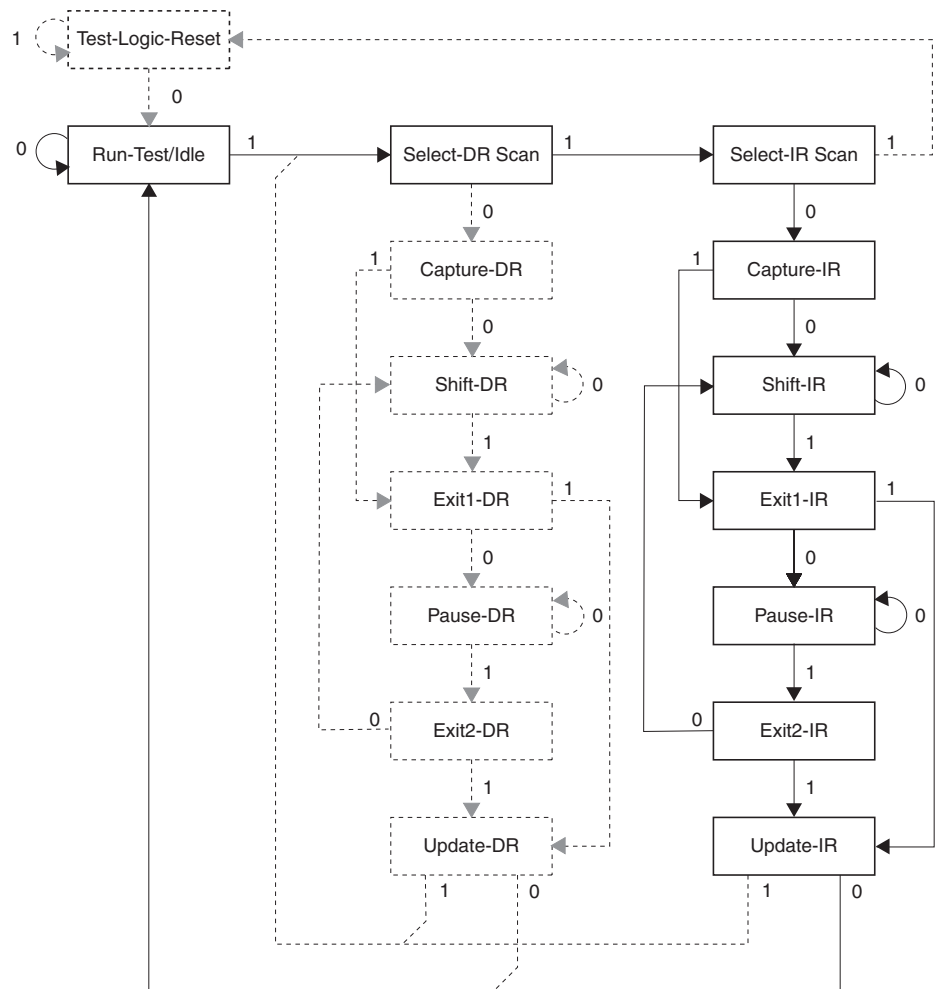 Test-Logic-Reset
1
0
Run-Test/Idle
0
1
Select-DR Scan
1
Select-IR Scan
1
0
0
1
Capture-DR
1
Capture-IR
0
0
Shift-DR
0
Shift-IR
0
1
1
Exit1-DR
1
Exit1-IR
1
0
0
Pause-DR
0
Pause-IR
0
1
1
0
Exit2-DR
0
Exit2-IR
1
1
Update-DR
Update-IR
1
0
1
0